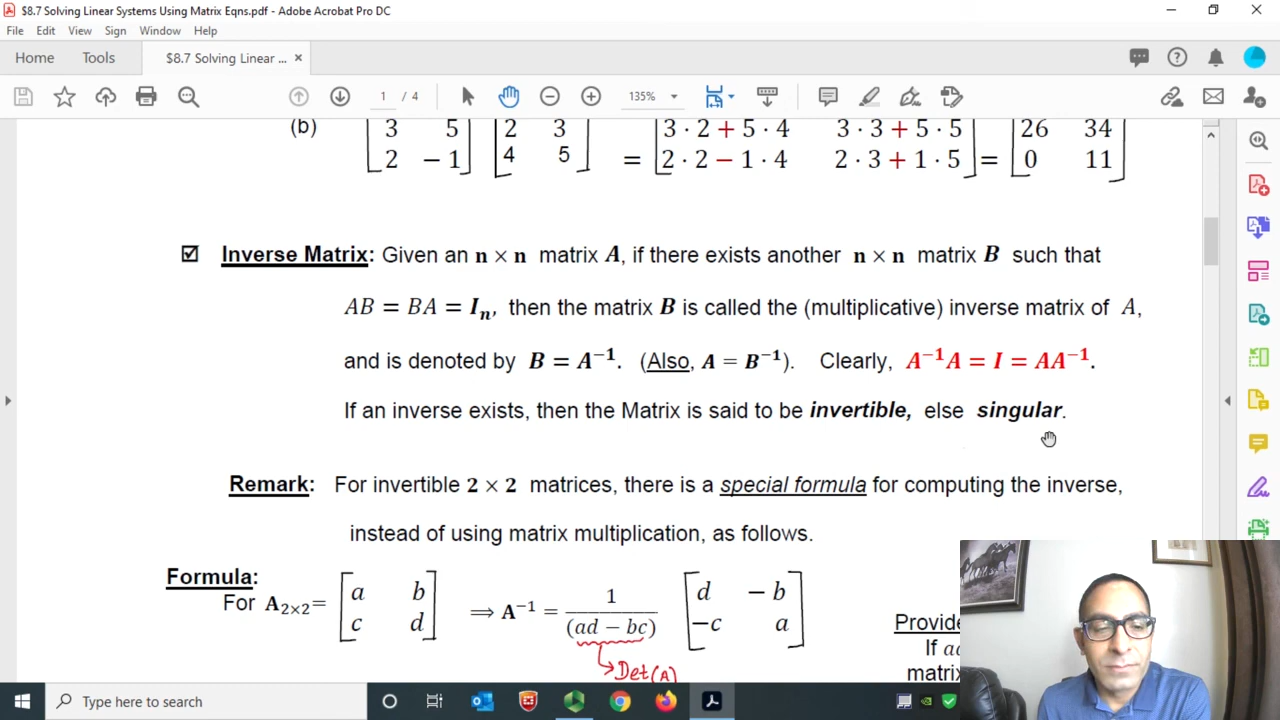 $8.7 Solving Linear Systems Using Matrix Eqns.pdf - Adobe Acrobat Pro DC
File Edit View Sign Window Help
Home Tools $8.7 Solving Linear ... ×
1 / 4 135%
(b) [3 5] [2 3] [3 · 2 + 5 · 4 3 · 3 + 5 · 5] [26 34]
[2 − 1] [4 5] = [2 · 2 − 1 · 4 2 · 3 + 1 · 5] = [0 11]
☑ Inverse Matrix: Given an n × n matrix A, if there exists another n × n matrix B such that
AB = BA = Iₙ, then the matrix B is called the (multiplicative) inverse matrix of A,
and is denoted by B = A⁻¹. (Also, A = B⁻¹). Clearly, A⁻¹A = I = AA⁻¹.
If an inverse exists, then the Matrix is said to be invertible, else singular.
Remark: For invertible 2 × 2 matrices, there is a special formula for computing the inverse,
instead of using matrix multiplication, as follows.
Formula:
For A₂ₓ₂= [a b; c d] ⟹ A⁻¹ = 1/(ad − bc) [d − b; −c a]
Det(A)
Provide
If a
matri
Type here to search